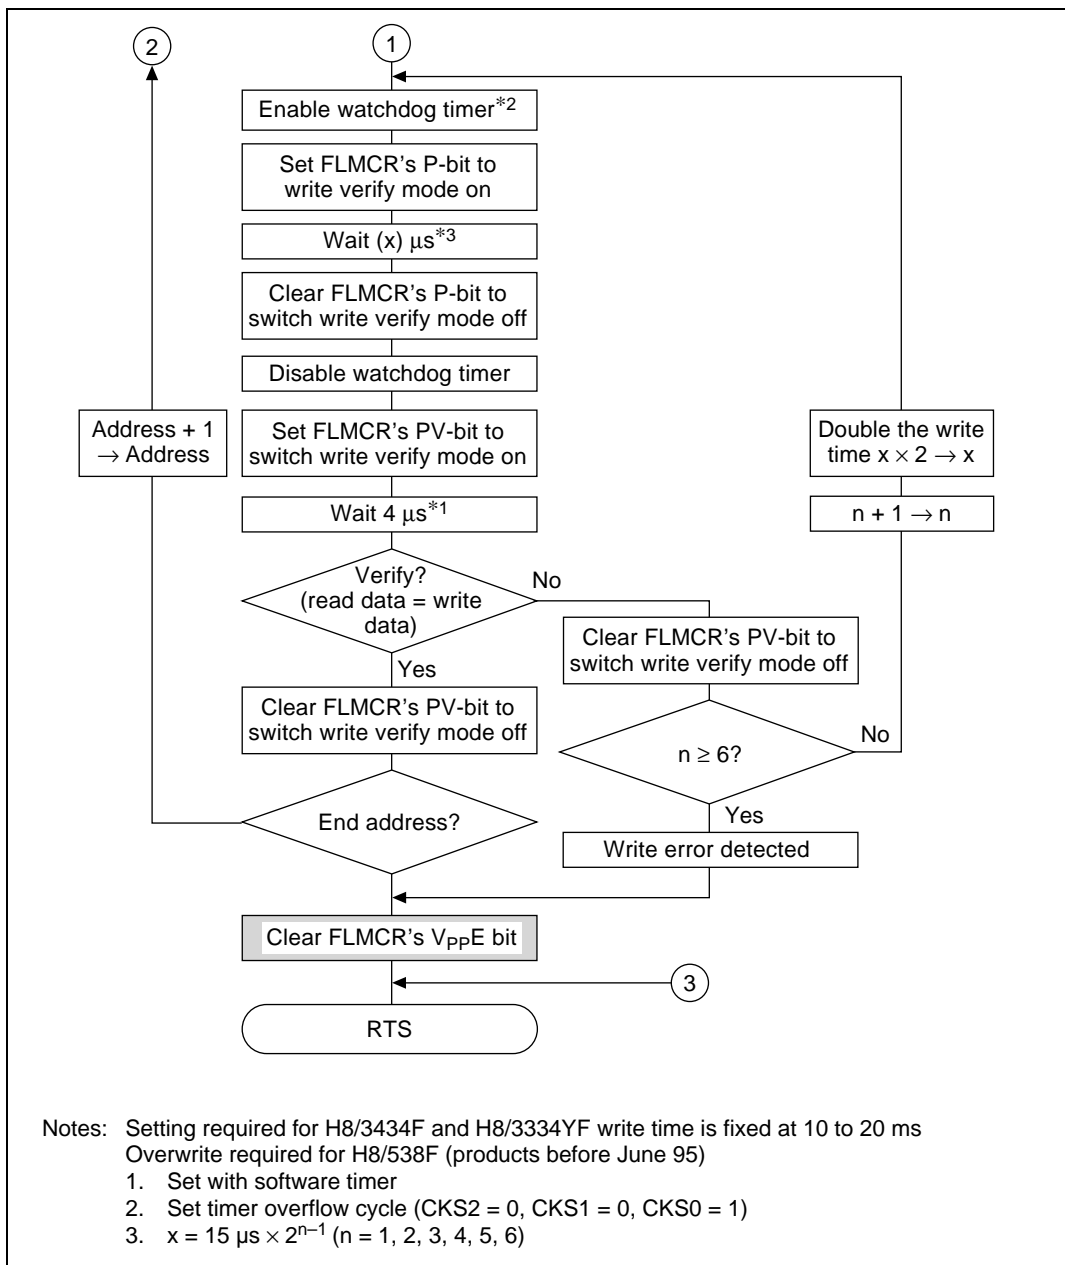 2
1
Enable watchdog timer*2
Set FLMCR's P-bit to
write verify mode on
Wait (x) μs*3
Clear FLMCR's P-bit to
switch write verify mode off
Disable watchdog timer
Address + 1
→ Address
Set FLMCR's PV-bit to
switch write verify mode on
Double the write
time x × 2 → x
Wait 4 μs*1
n + 1 → n
Verify?
(read data = write
data)
No
Yes
Clear FLMCR's PV-bit to
switch write verify mode off
Clear FLMCR's PV-bit to
switch write verify mode off
n ≥ 6?
No
Yes
End address?
Write error detected
Clear FLMCR's VPPE bit
3
RTS
Notes: Setting required for H8/3434F and H8/3334YF write time is fixed at 10 to 20 ms
Overwrite required for H8/538F (products before June 95)
1. Set with software timer
2. Set timer overflow cycle (CKS2 = 0, CKS1 = 0, CKS0 = 1)
3. x = 15 μs × 2^n–1 (n = 1, 2, 3, 4, 5, 6)